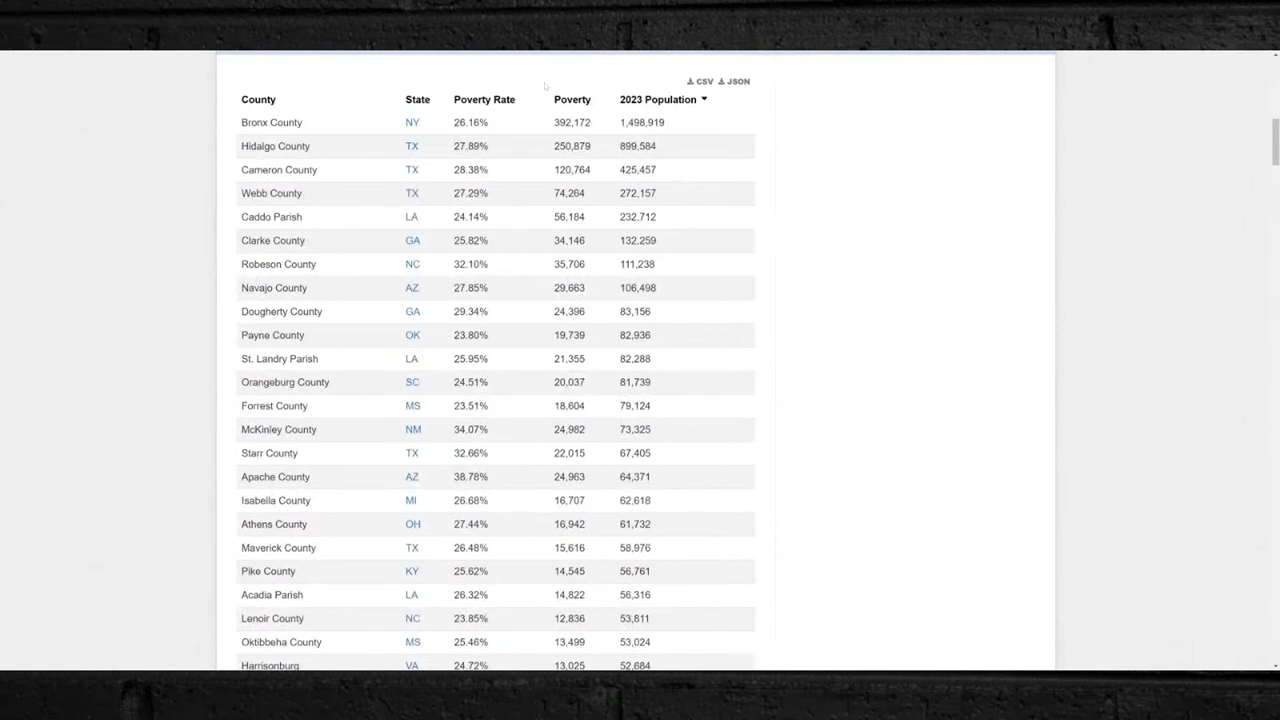 CSV JSON
County State Poverty Rate Poverty 2023 Population
Bronx County NY 26.16% 392,172 1,498,919
Hidalgo County TX 27.89% 250,879 899,584
Cameron County TX 28.38% 120,764 425,457
Webb County TX 27.29% 74,264 272,157
Caddo Parish LA 24.14% 56,184 232,712
Clarke County GA 25.82% 34,146 132,259
Robeson County NC 32.10% 35,706 111,238
Navajo County AZ 27.85% 29,663 106,498
Dougherty County GA 29.34% 24,396 83,156
Payne County OK 23.80% 19,739 82,936
St. Landry Parish LA 25.95% 21,355 82,288
Orangeburg County SC 24.51% 20,037 81,739
Forrest County MS 23.51% 18,604 79,124
McKinley County NM 34.07% 24,982 73,325
Starr County TX 32.66% 22,015 67,405
Apache County AZ 38.78% 24,963 64,371
Isabella County MI 26.68% 16,707 62,618
Athens County OH 27.44% 16,942 61,732
Maverick County TX 26.48% 15,616 58,976
Pike County KY 25.62% 14,545 56,761
Acadia Parish LA 26.32% 14,822 56,316
Lenoir County NC 23.85% 12,836 53,811
Oktibbeha County MS 25.46% 13,499 53,024
Harrisonburg VA 24.72% 13,025 52,684